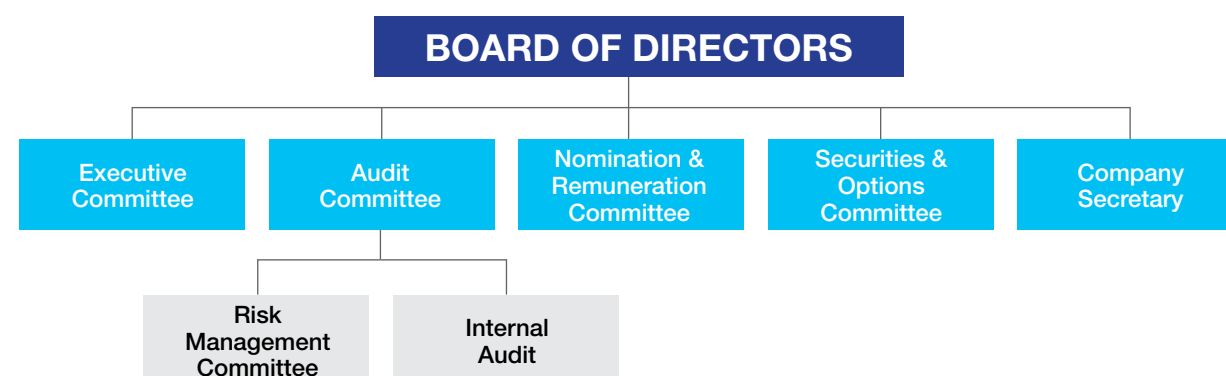 BOARD OF DIRECTORS
Executive
Committee
Audit
Committee
Nomination &
Remuneration
Committee
Securities &
Options
Committee
Company
Secretary
Risk
Management
Committee
Internal
Audit